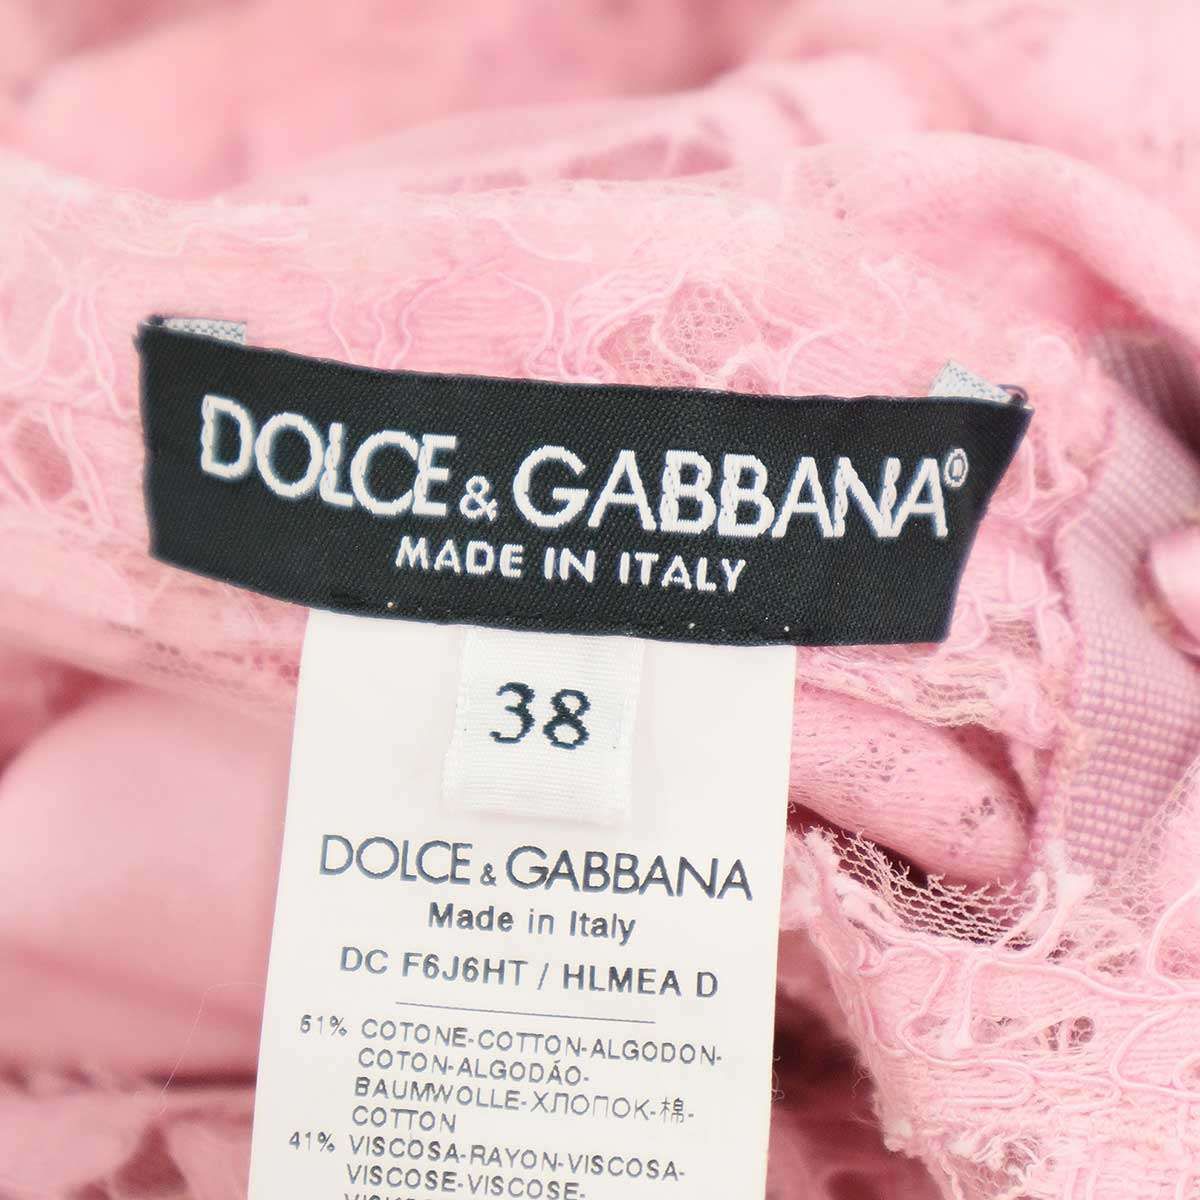 DOLCE & GABBANA®
MADE IN ITALY
38
DOLCE & GABBANA
Made in Italy
DC F6J6HT / HLMEA D
51% COTONE-COTTON-ALGODON-
COTON-ALGODÃO-
BAUMWOLLE-ХЛОПОК-棉-
COTTON
41% VISCOSA-RAYON-VISCOSA-
VISCOSE-VISCOSE-